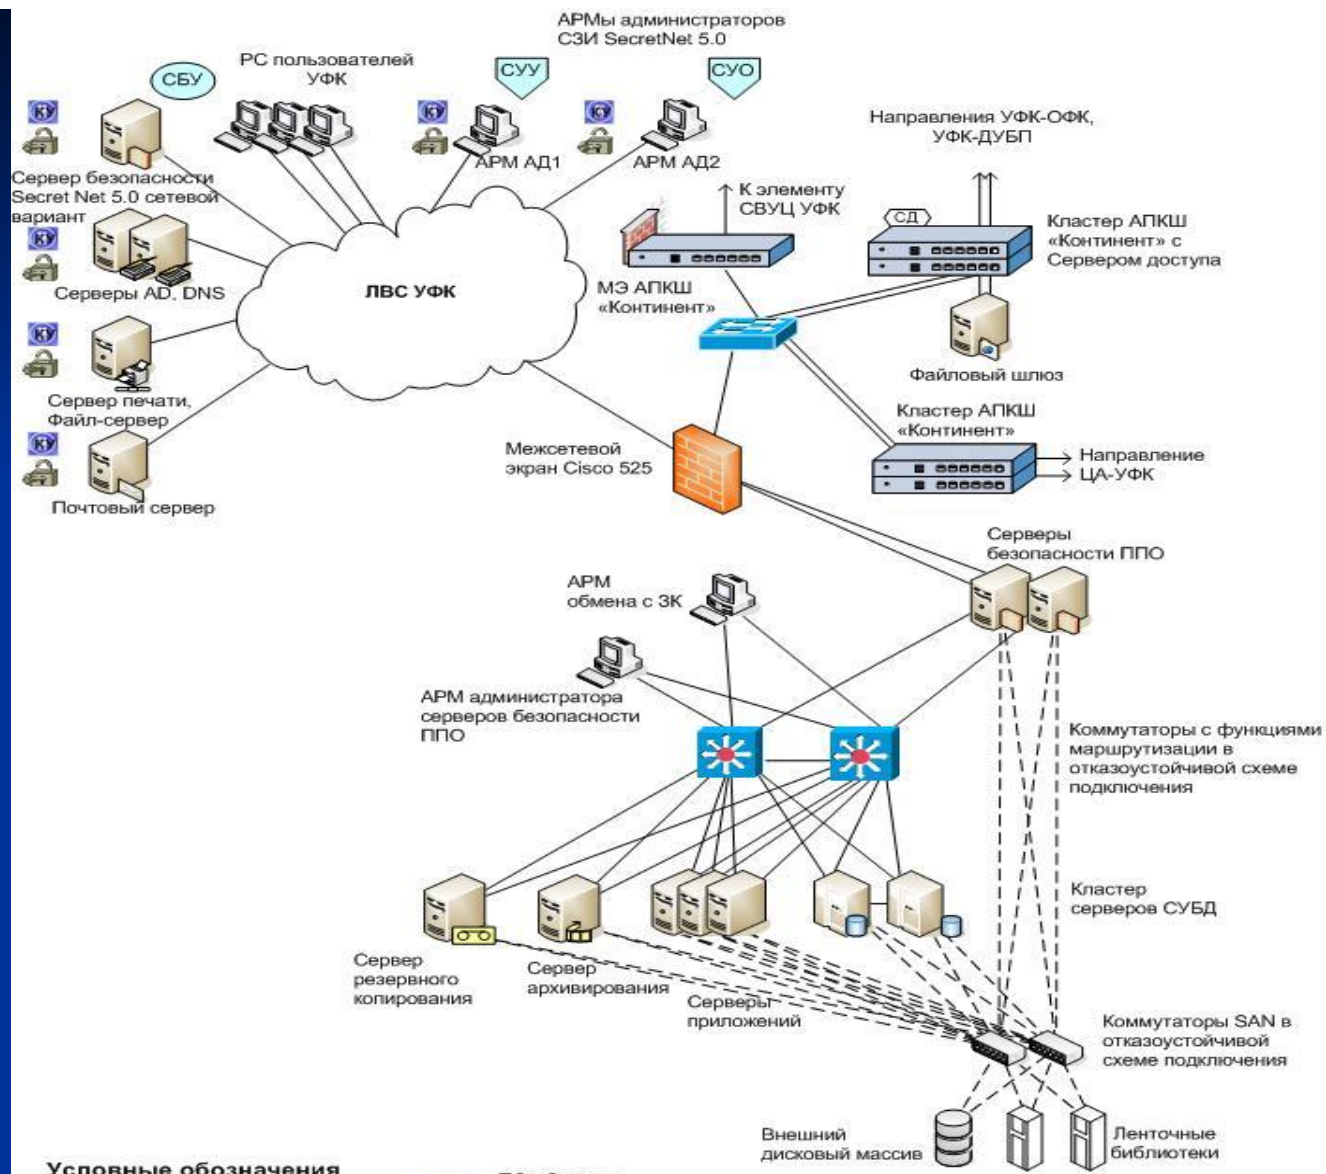 АРМы администраторов
СЗИ SecretNet 5.0
СБУ
РС пользователей
УФК
СУУ
СУО
КУ
КУ
КУ
АРМ АД1
АРМ АД2
Направления УФК-ОФК,
УФК-ДУБП
Сервер безопасности
Secret Net 5.0 сетевой
вариант
К элементу
СВУЦ УФК
СД
Кластер АПКШ
«Континент» с
Сервером доступа
КУ
Серверы AD, DNS
ЛВС УФК
МЭ АПКШ
«Континент»
КУ
Сервер печати,
Файл-сервер
Файловый шлюз
Кластер АПКШ
«Континент»
КУ
Межсетевой
экран Cisco 525
Направление
ЦА-УФК
Почтовый сервер
Серверы
безопасности ППО
АРМ
обмена с ЗК
АРМ администратора
серверов безопасности
ППО
Коммутаторы с функциями
маршрутизации в
отказоустойчивой схеме
подключения
Кластер
серверов СУБД
Сервер
резервного
копирования
Сервер
архивирования
Серверы
приложений
Коммутаторы SAN в
отказоустойчивой
схеме подключения
Внешний
дисковый массив
Ленточные
библиотеки
Условные обозначения